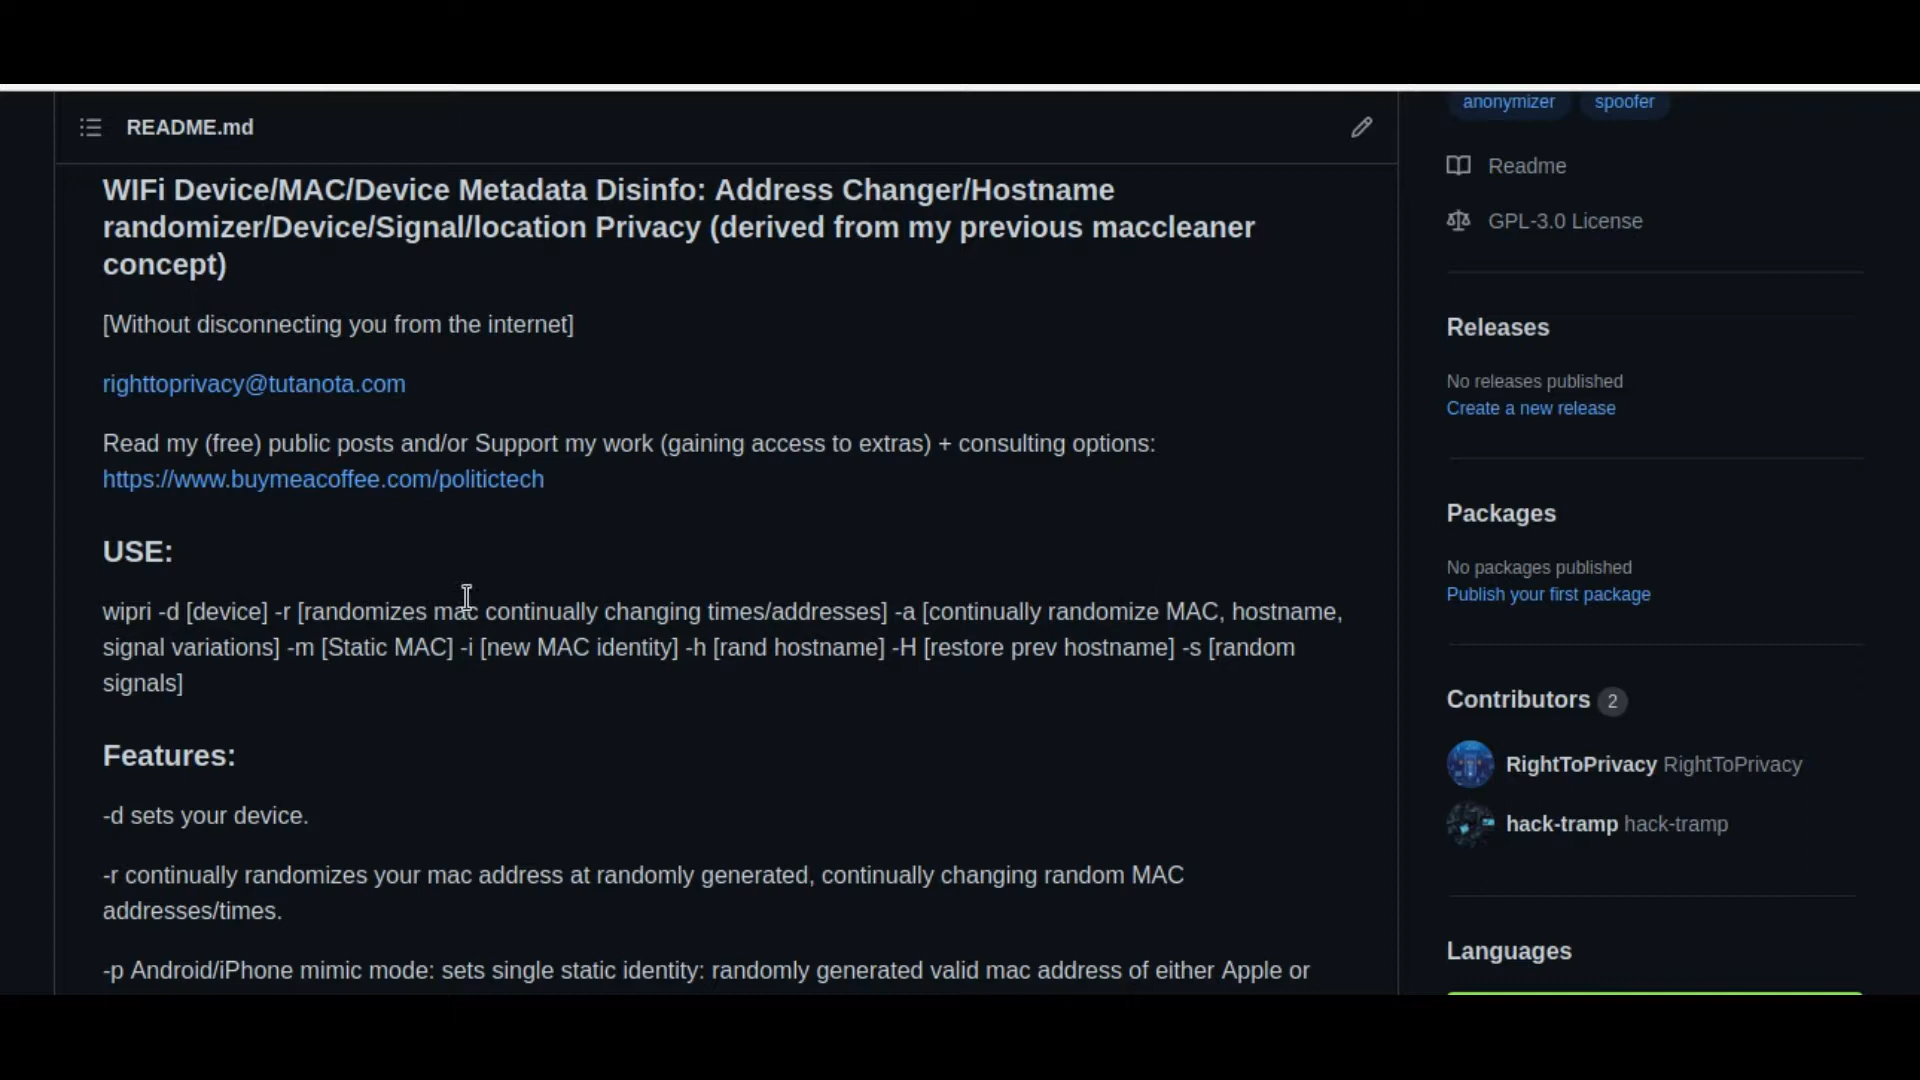 README.md
WIFi Device/MAC/Device Metadata Disinfo: Address Changer/Hostname
randomizer/Device/Signal/location Privacy (derived from my previous maccleaner
concept)
[Without disconnecting you from the internet]
righttoprivacy@tutanota.com
Read my (free) public posts and/or Support my work (gaining access to extras) + consulting options:
https://www.buymeacoffee.com/politictech
USE:
wipri -d [device] -r [randomizes mac continually changing times/addresses] -a [continually randomize MAC, hostname,
signal variations] -m [Static MAC] -i [new MAC identity] -h [rand hostname] -H [restore prev hostname] -s [random
signals]
Features:
-d sets your device.
-r continually randomizes your mac address at randomly generated, continually changing random MAC
addresses/times.
-p Android/iPhone mimic mode: sets single static identity: randomly generated valid mac address of either Apple or
anonymizer spoofer
Readme
GPL-3.0 License
Releases
No releases published
Create a new release
Packages
No packages published
Publish your first package
Contributors 2
RightToPrivacy RightToPrivacy
hack-tramp hack-tramp
Languages